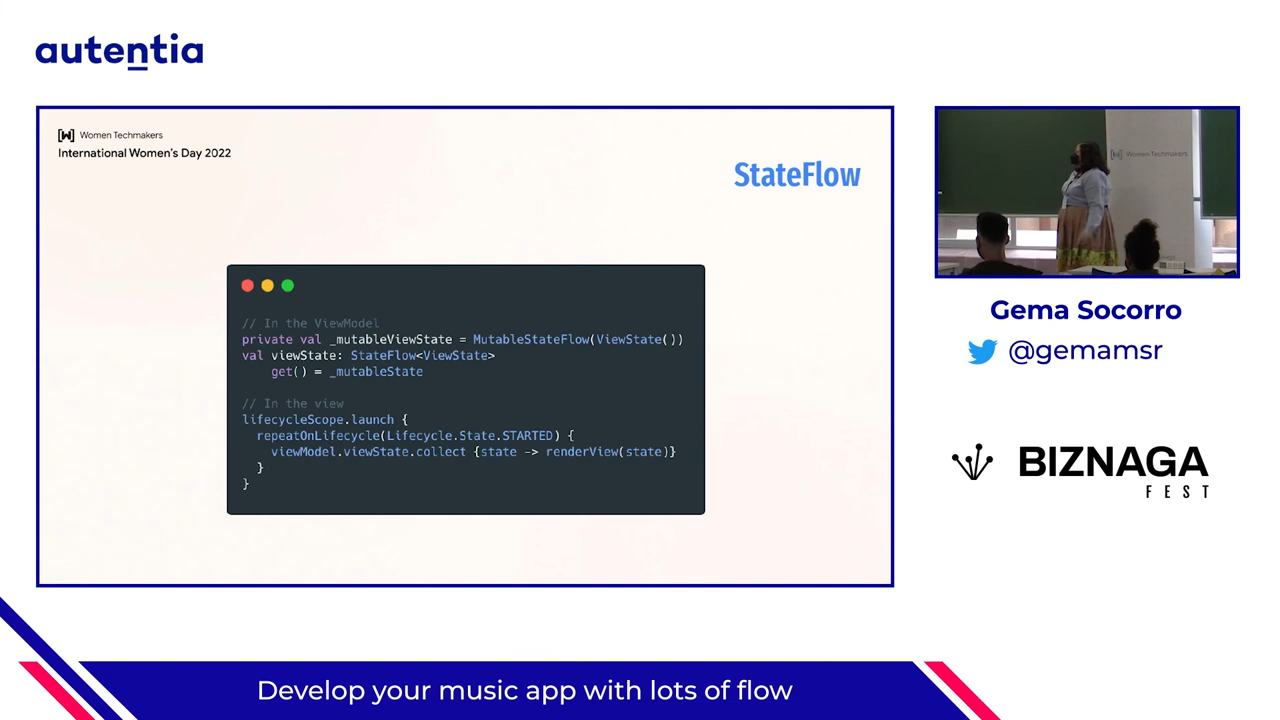 autentia
[W] Women Techmakers
International Women's Day 2022
StateFlow
// In the ViewModel
private val _mutableViewState = MutableStateFlow(ViewState())
val viewState: StateFlow<ViewState>
get() = _mutableState
// In the view
lifecycleScope.launch {
repeatOnLifecycle(Lifecycle.State.STARTED) {
viewModel.viewState.collect {state -> renderView(state)}
}
}
[W] Women Techmakers
Gema Socorro
@gemamsr
BIZNAGA
FEST
Develop your music app with lots of flow